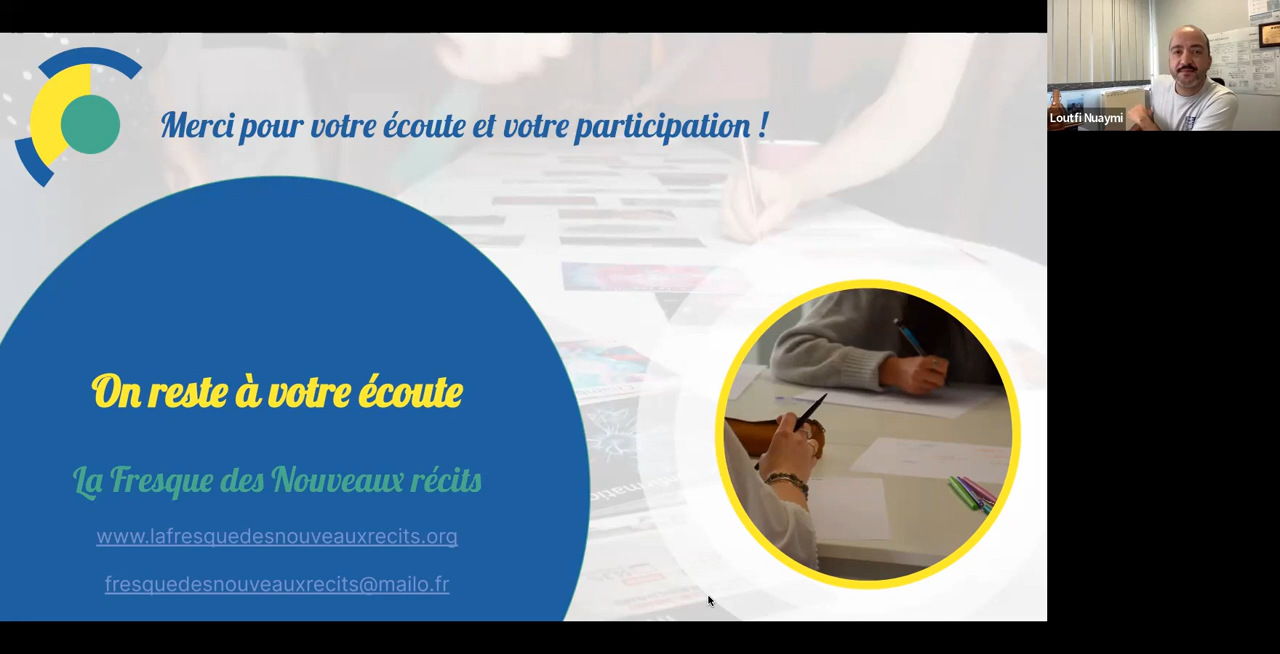 Merci pour votre écoute et votre participation !
Loutfi Nuaymi
On reste à votre écoute
La Fresque des Nouveaux récits
www.lafresquedesnouveauxrecits.org
fresquedesnouveauxrecits@mailo.fr